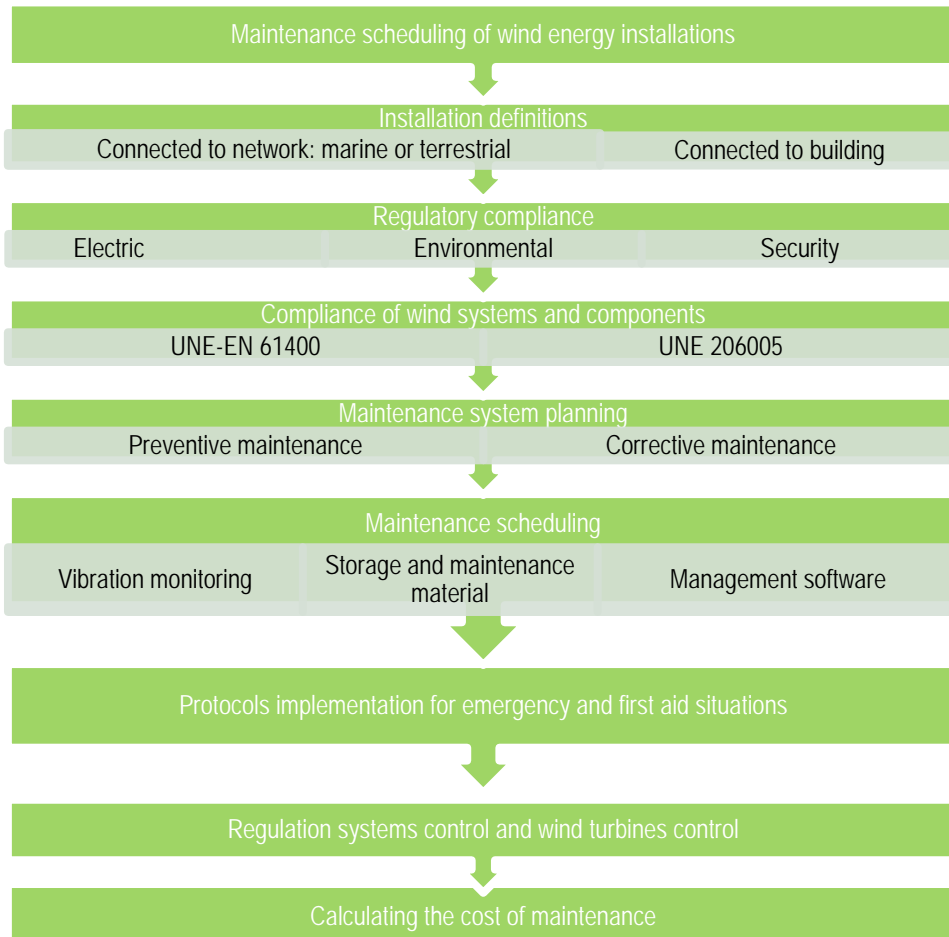 Maintenance scheduling of wind energy installations
Installation definitions
Connected to network: marine or terrestrial
Connected to building
Regulatory compliance
Electric
Environmental
Security
Compliance of wind systems and components
UNE-EN 61400
UNE 206005
Maintenance system planning
Preventive maintenance
Corrective maintenance
Maintenance scheduling
Vibration monitoring
Storage and maintenance
material
Management software
Protocols implementation for emergency and first aid situations
Regulation systems control and wind turbines control
Calculating the cost of maintenance